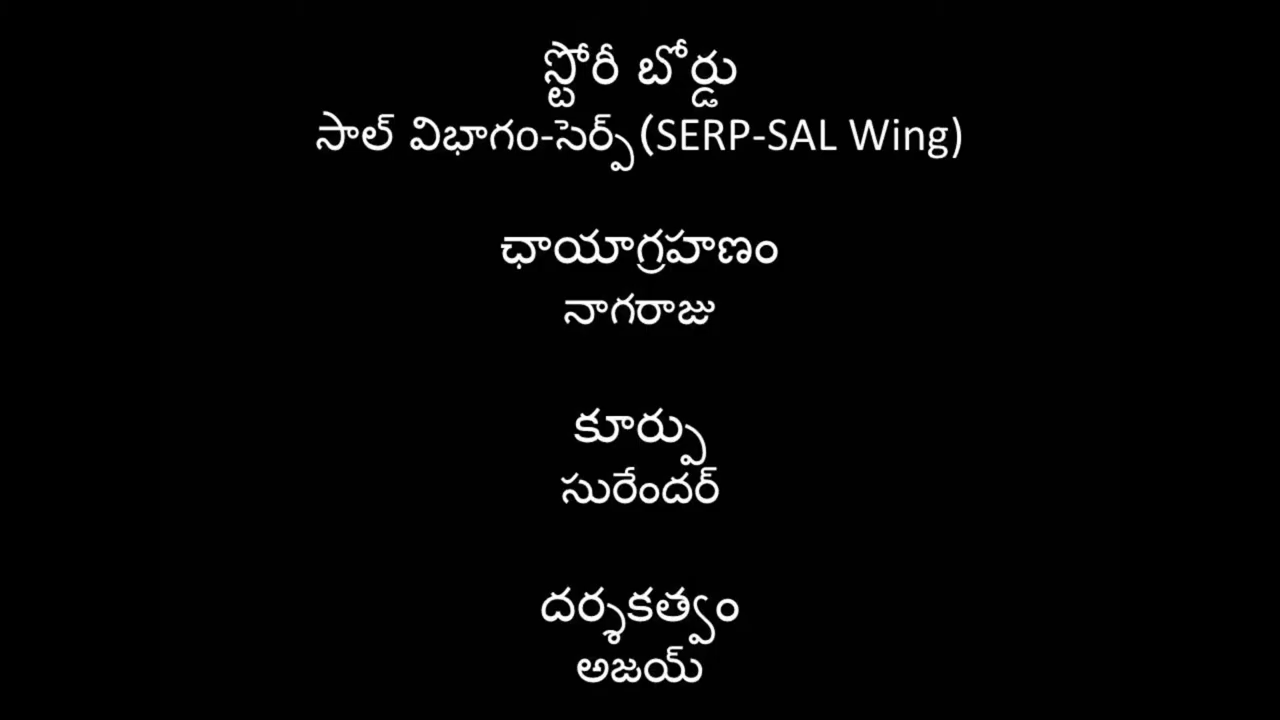 స్టోరీ బోర్డు
సాల్ విభాగం-సెర్ప్(SERP-SAL Wing)
ఛాయాగ్రహణం
నాగరాజు
కూర్పు
సురేందర్
దర్శకత్వం
అజయ్